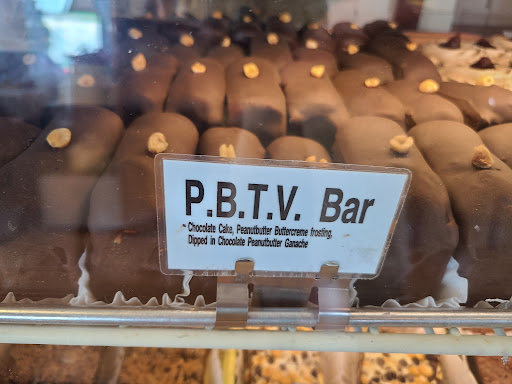 P.B.T.V. Bar
Chocolate Cake, Peanutbutter Buttercreme frosting,
Dipped in Chocolate Peanutbutter Ganache